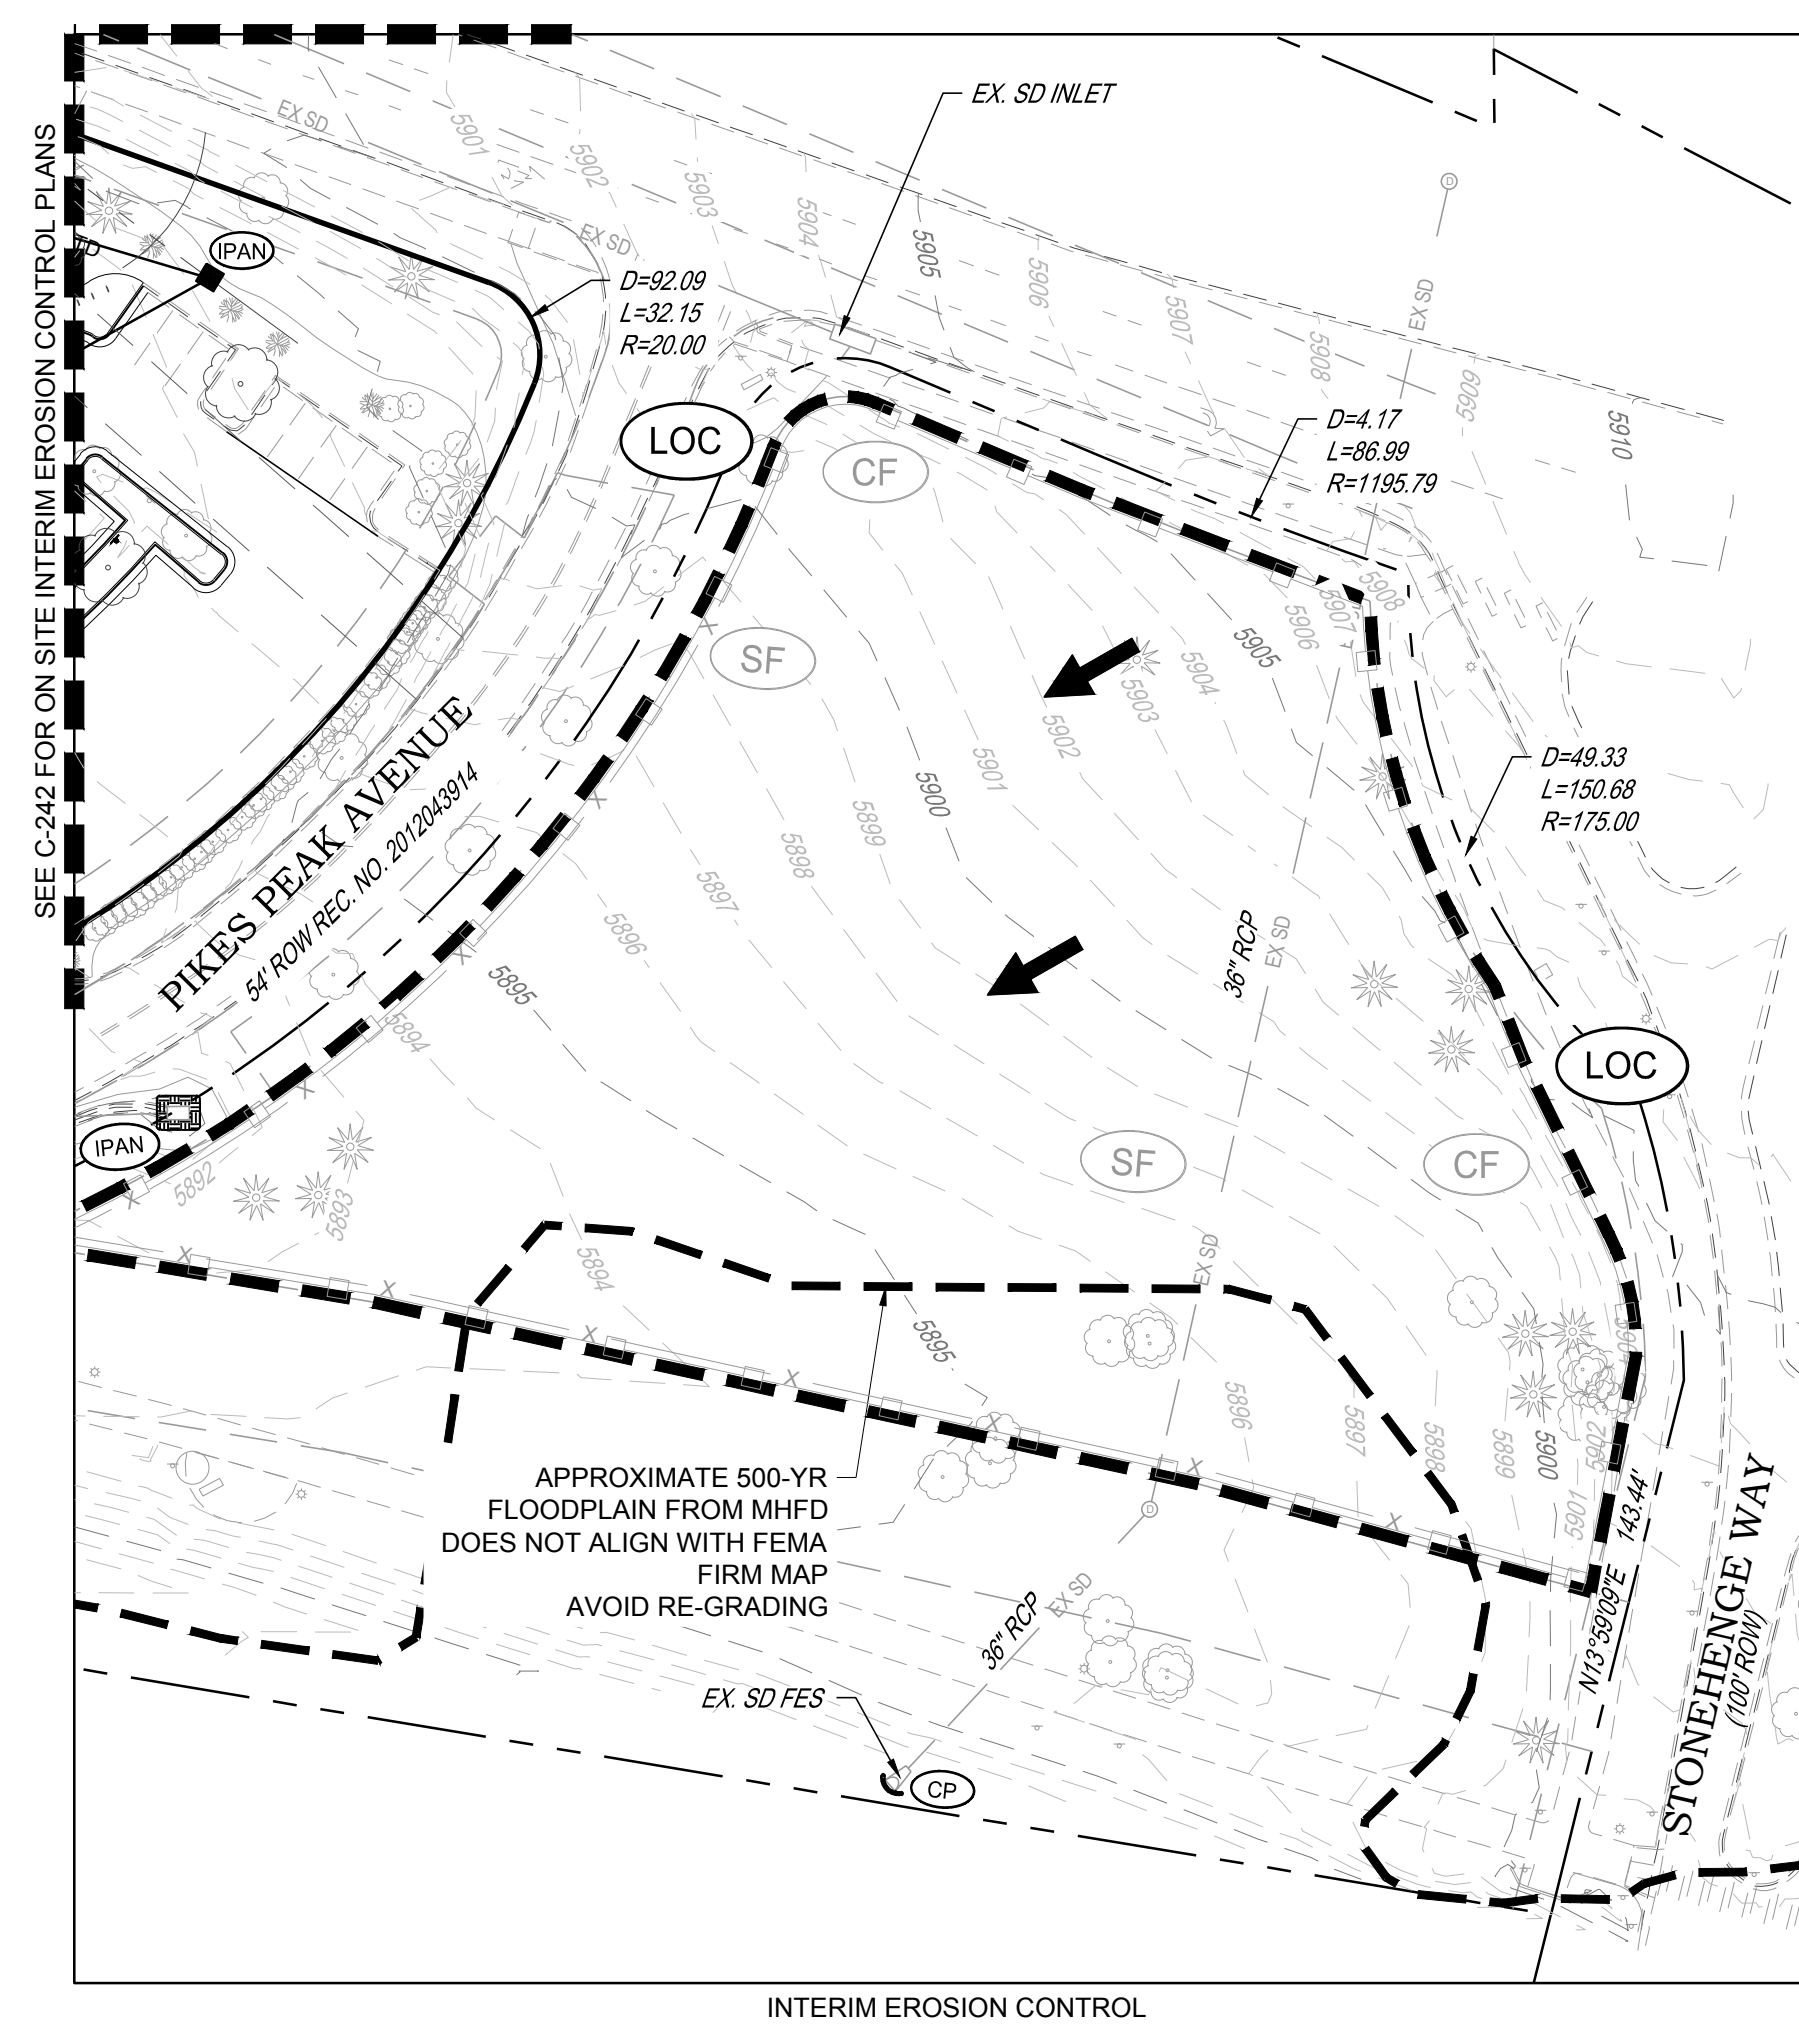 SEE C-242 FOR ON SITE INTERIM EROSION CONTROL PLANS
EX. SD INLET
EX SD
5901
5902
5903
5904
5905
5906
5907
5908
6065
5910
EX SD
EX SD
IPAN
D=92.09
L=32.15
R=20.00
LOC
CF
D=4.17
L=86.99
R=1195.79
SF
5908
5907
5906
5905
5904
5903
5902
5901
5900
5899
5898
5897
5896
5895
5894
D=49.33
L=150.68
R=175.00
PIKES PEAK AVENUE
54' ROW REC. NO. 2012043914
36" RCP
EX SD
LOC
IPAN
5892
5893
SF
CF
EX SD
5894
5895
5896
5897
5898
5899
5900
5901
5902
APPROXIMATE 500-YR
FLOODPLAIN FROM MHFD
DOES NOT ALIGN WITH FEMA
FIRM MAP
AVOID RE-GRADING
36" RCP
EX SD
N13°59'09"E 143.44'
STONEHENGE WAY
(100' ROW)
EX. SD FES
CP
INTERIM EROSION CONTROL